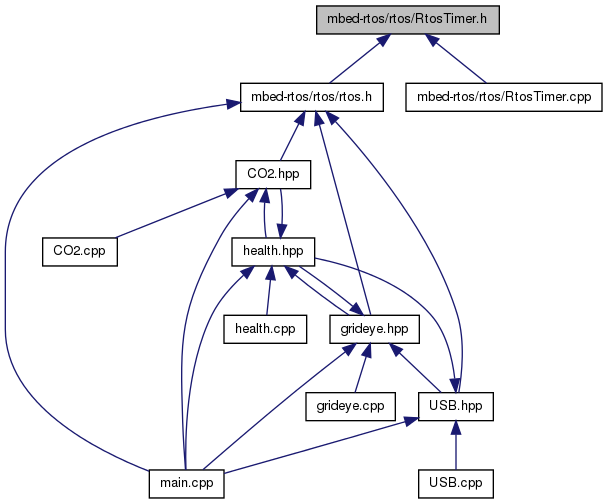 mbed-rtos/rtos/RtosTimer.h
mbed-rtos/rtos/rtos.h
mbed-rtos/rtos/RtosTimer.cpp
CO2.hpp
CO2.cpp
health.hpp
health.cpp
grideye.hpp
grideye.cpp
USB.hpp
main.cpp
USB.cpp